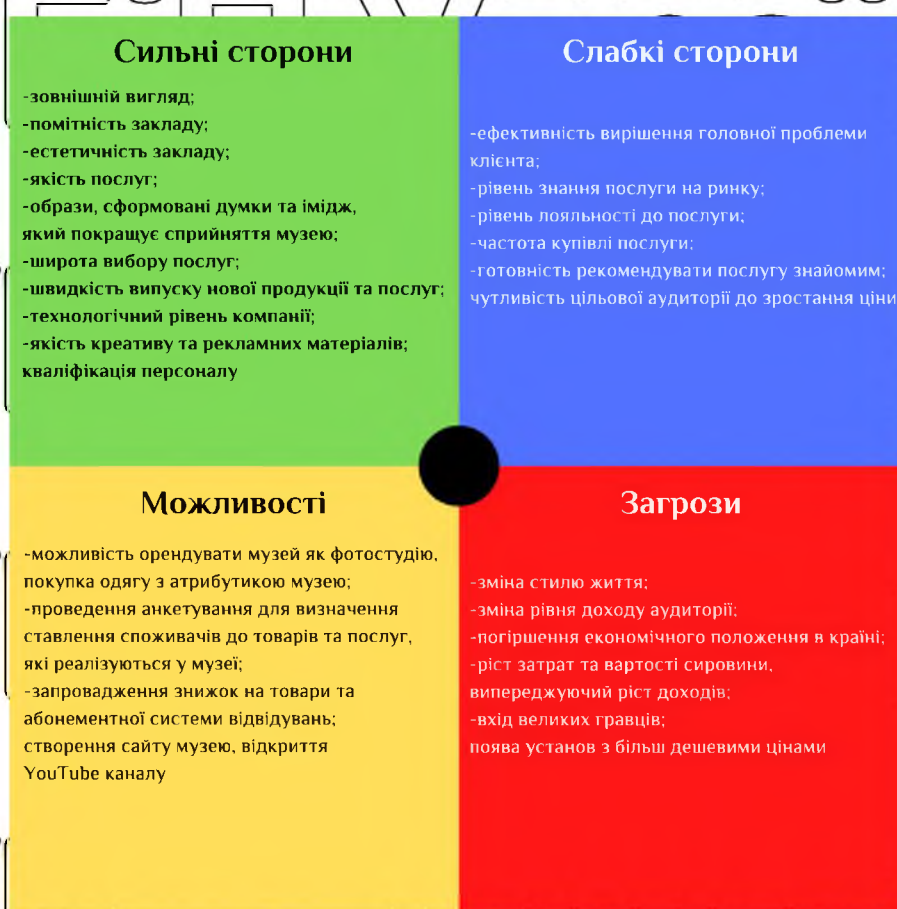 Сильні сторони
-зовнішній вигляд;
-помітність закладу;
-естетичність закладу;
-якість послуг;
-образи, сформовані думки та імідж,
який покращує сприйняття музею;
-широта вибору послуг;
-швидкість випуску нової продукції та послуг;
-технологічний рівень компанії;
-якість креативу та рекламних матеріалів;
кваліфікація персоналу
Слабкі сторони
-ефективність вирішення головної проблеми
клієнта;
-рівень знання послуги на ринку;
-рівень лояльності до послуги;
-частота купівлі послуги;
-готовність рекомендувати послугу знайомим;
чутливість цільової аудиторії до зростання ціни
Можливості
-можливість орендувати музей як фотостудію,
покупка одягу з атрибутикою музею;
-проведення анкетування для визначення
ставлення споживачів до товарів та послуг,
які реалізуються у музеї;
-запровадження знижок на товари та
абонементної системи відвідувань;
створення сайту музею, відкриття
YouTube каналу
Загрози
-зміна стилю життя;
-зміна рівня доходу аудиторії;
-погіршення економічного положення в країні;
-ріст затрат та вартості сировини,
випереджуючий ріст доходів;
-вхід великих гравців;
поява установ з більш дешевими цінами